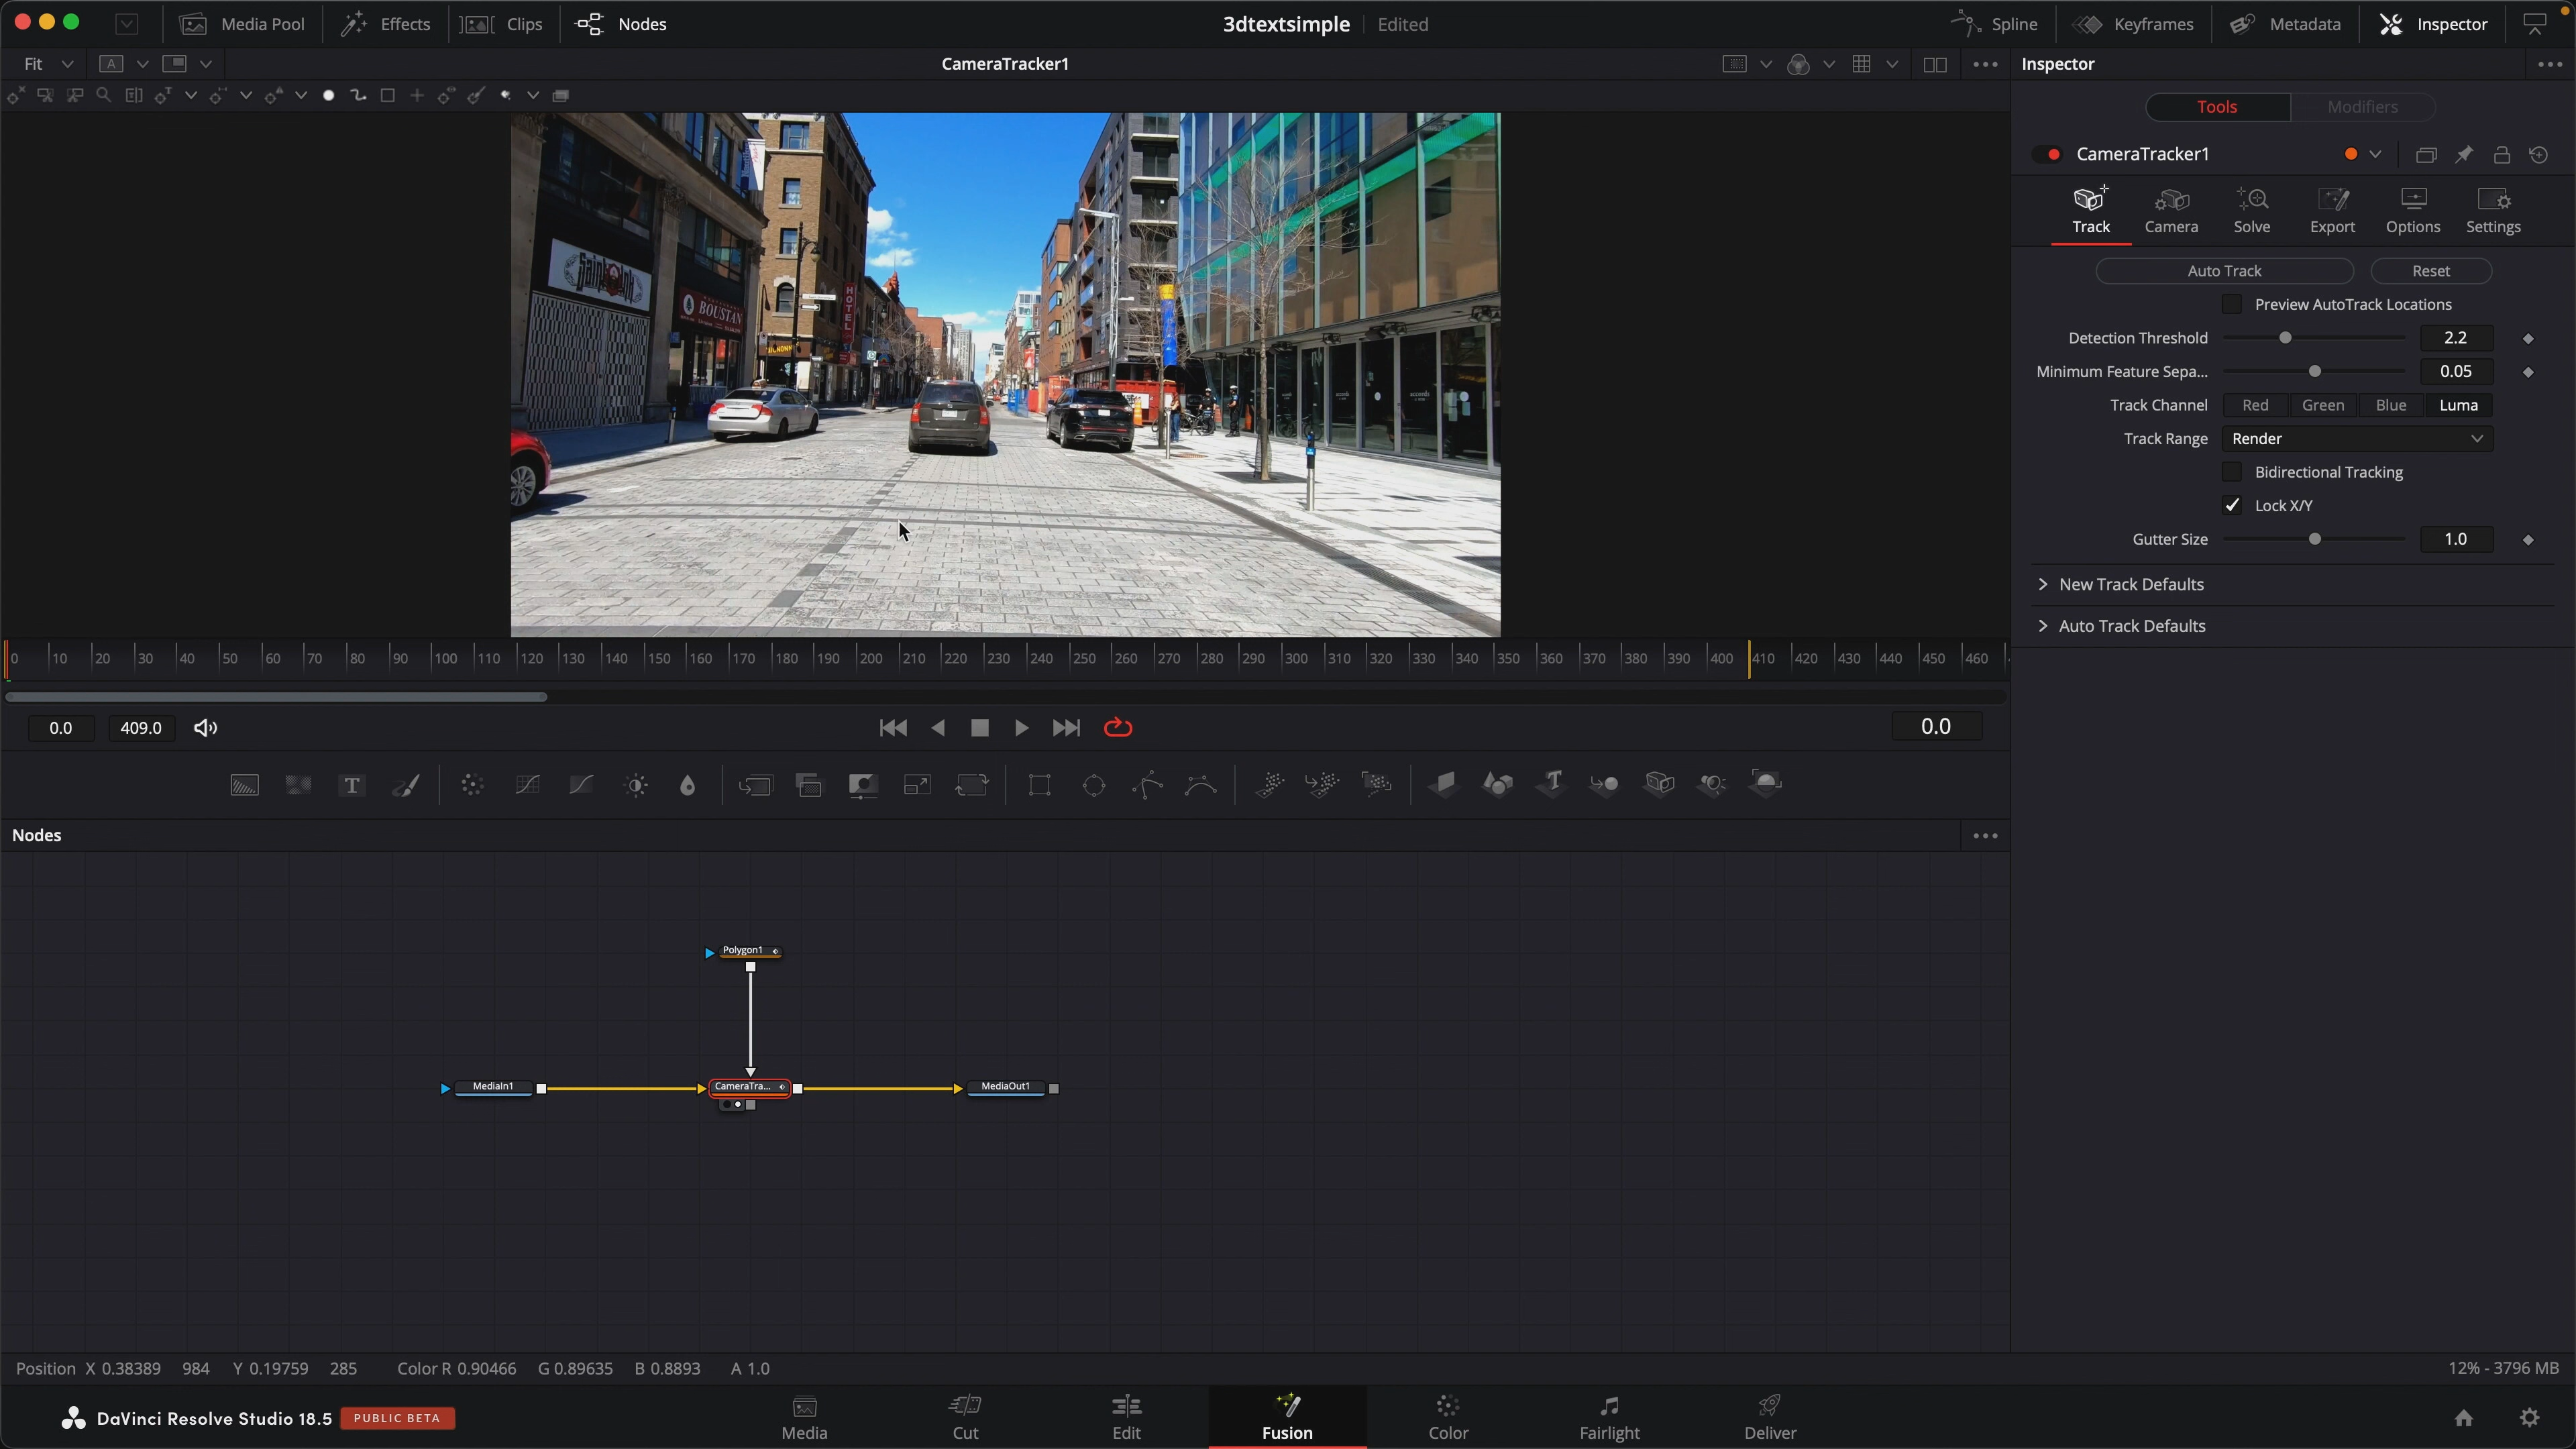 Media Pool
Effects
Clips
Nodes
3dtextsimple
Edited
Spline
Keyframes
Metadata
Inspector
Fit
A
CameraTracker1
Inspector
Tools
Modifiers
CameraTracker1
Track
Camera
Solve
Export
Options
Settings
Auto Track
Reset
Preview AutoTrack Locations
Detection Threshold
2.2
Minimum Feature Sepa...
0.05
Track Channel
Red
Green
Blue
Luma
Track Range
Render
Bidirectional Tracking
Lock X/Y
Gutter Size
1.0
New Track Defaults
Auto Track Defaults
BOUSTAN
HOTEL
0 10 20 30 40 50 60 70 80 90 100 110 120 130 140 150 160 170 180 190 200 210 220 230 240 250 260 270 280 290 300 310 320 330 340 350 360 370 380 390 400 410 420 430 440 450 460
0.0
409.0
0.0
T
Nodes
Polygon1
MediaIn1
CameraTra...
MediaOut1
Position X 0.38389 984 Y 0.19759 285 Color R 0.90466 G 0.89635 B 0.8893 A 1.0
12% - 3796 MB
DaVinci Resolve Studio 18.5
PUBLIC BETA
Media
Cut
Edit
Fusion
Color
Fairlight
Deliver